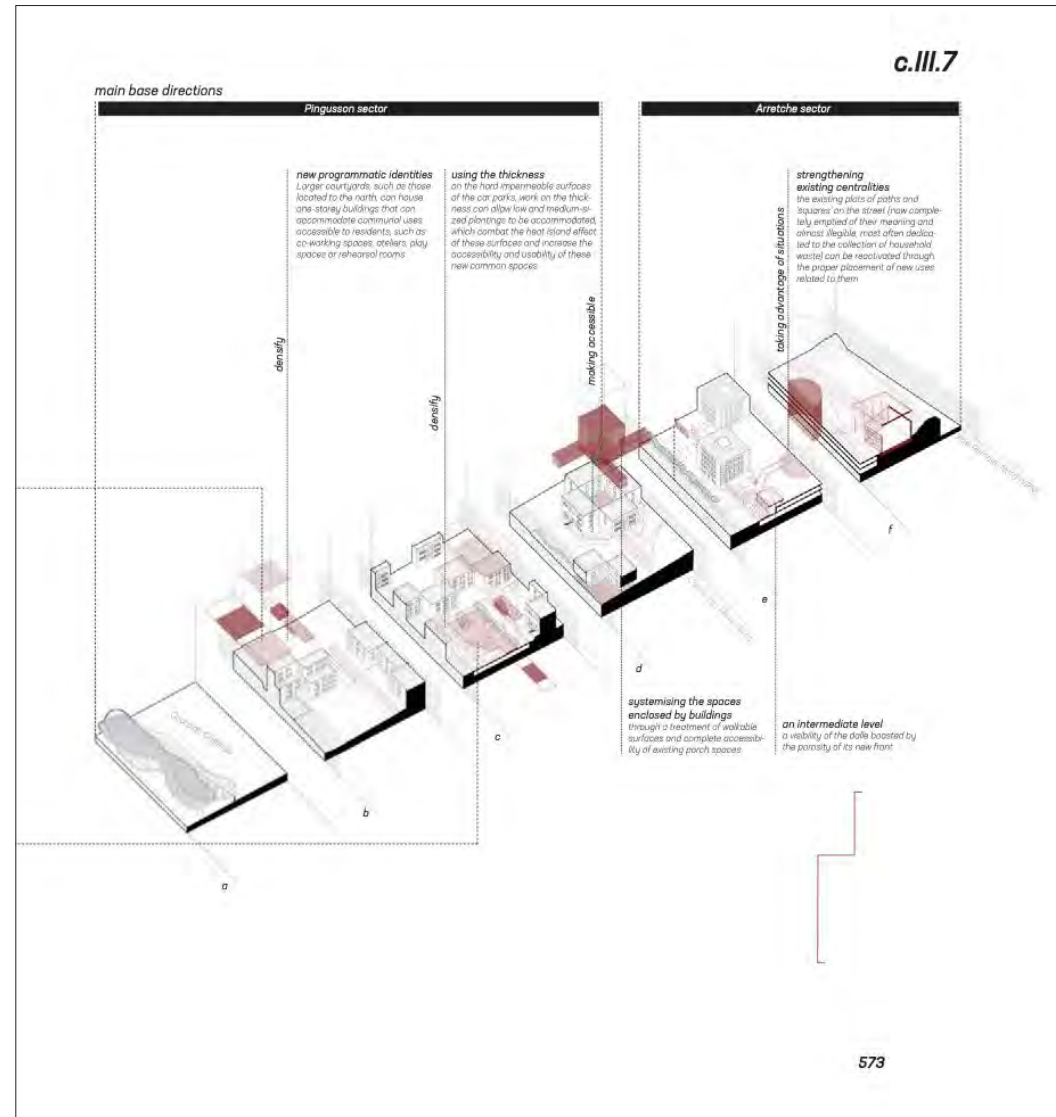 c.III.7
main base directions
Pingusson sector
Arretche sector
new programmatic identities
Larger courtyards, such as those
located to the north, can house
one-storey buildings that can
accommodate communal uses
accessible to residents, such as
co-working spaces, ateliers, play
spaces or rehearsal rooms
using the thickness
on the hard impermeable surfaces
of the car parks, work on the thick-
ness can allow low and medium-si-
zed plantings to be accommodated,
which combat the heat island effect
of these surfaces and increase the
accessibility and usability of these
new common spaces
strengthening
existing centralities
the existing plots of paths and
'squares' on the street (now comple-
tely emptied of their meaning and
almost illegible, most often dedica-
ted to the collection of household
waste) can be reactivated through
the proper placement of new uses
related to them
densify
densify
making accessible
taking advantage of situations
f
e
d
systemising the spaces
enclosed by buildings
through a treatment of walkable
surfaces and complete accessibi-
lity of existing porch spaces
an intermediate level
a visibility of the dalle boasted by
the porosity of its new front
c
b
a
573